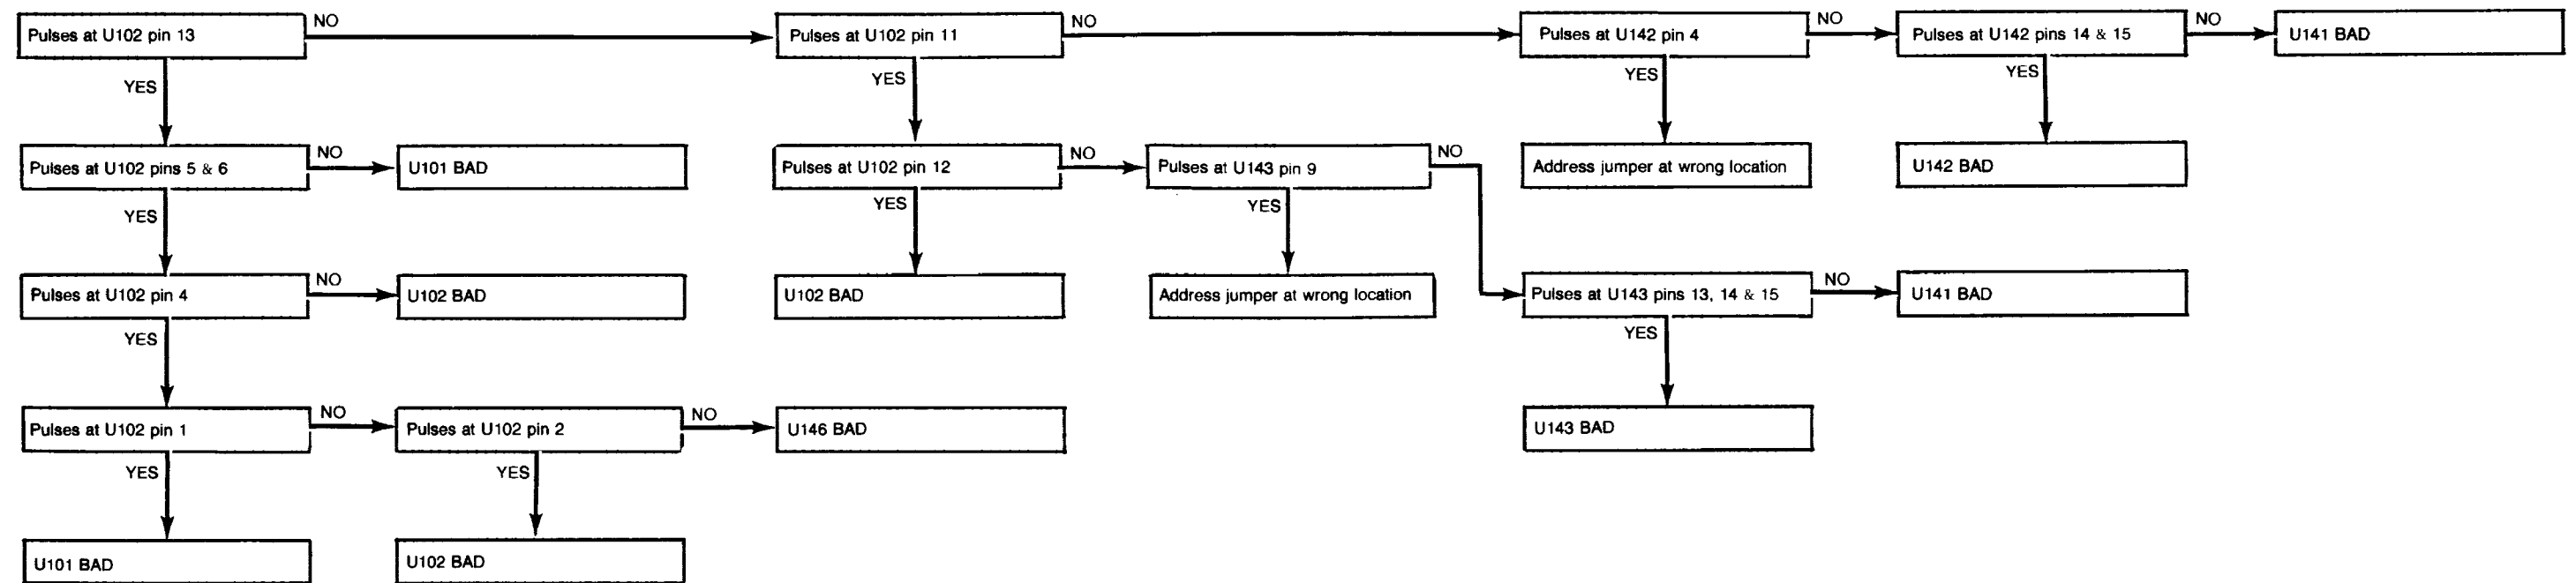 Pulses at U102 pin 13
NO
Pulses at U102 pin 11
NO
Pulses at U142 pin 4
NO
Pulses at U142 pins 14 & 15
NO
U141 BAD
YES
YES
YES
YES
Pulses at U102 pins 5 & 6
NO
U101 BAD
Pulses at U102 pin 12
NO
Pulses at U143 pin 9
NO
Address jumper at wrong location
U142 BAD
YES
YES
YES
Pulses at U102 pin 4
NO
U102 BAD
U102 BAD
Address jumper at wrong location
Pulses at U143 pins 13, 14 & 15
NO
U141 BAD
YES
YES
Pulses at U102 pin 1
NO
Pulses at U102 pin 2
NO
U146 BAD
U143 BAD
YES
YES
U101 BAD
U102 BAD